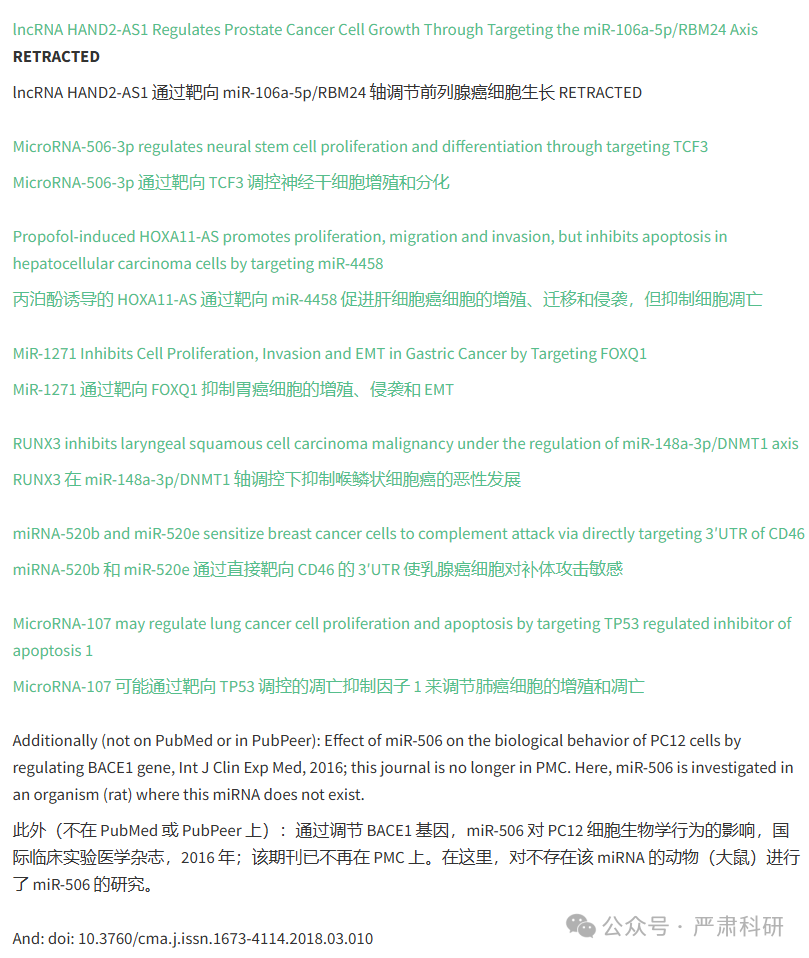 lncRNA HAND2-AS1 Regulates Prostate Cancer Cell Growth Through Targeting the miR-106a-5p/RBM24 Axis
RETRACTED
lncRNA HAND2-AS1 通过靶向 miR-106a-5p/RBM24 轴调节前列腺癌细胞生长 RETRACTED
MicroRNA-506-3p regulates neural stem cell proliferation and differentiation through targeting TCF3
MicroRNA-506-3p 通过靶向 TCF3 调控神经干细胞增殖和分化
Propofol-induced HOXA11-AS promotes proliferation, migration and invasion, but inhibits apoptosis in
hepatocellular carcinoma cells by targeting miR-4458
丙泊酚诱导的 HOXA11-AS 通过靶向 miR-4458 促进肝细胞癌细胞的增殖、迁移和侵袭，但抑制细胞凋亡
MiR-1271 Inhibits Cell Proliferation, Invasion and EMT in Gastric Cancer by Targeting FOXQ1
MiR-1271 通过靶向 FOXQ1 抑制胃癌细胞的增殖、侵袭和 EMT
RUNX3 inhibits laryngeal squamous cell carcinoma malignancy under the regulation of miR-148a-3p/DNMT1 axis
RUNX3 在 miR-148a-3p/DNMT1 轴调控下抑制喉鳞状细胞癌的恶性发展
miRNA-520b and miR-520e sensitize breast cancer cells to complement attack via directly targeting 3′UTR of CD46
miRNA-520b 和 miR-520e 通过直接靶向 CD46 的 3′UTR 使乳腺癌细胞对补体攻击敏感
MicroRNA-107 may regulate lung cancer cell proliferation and apoptosis by targeting TP53 regulated inhibitor of
apoptosis 1
MicroRNA-107 可能通过靶向 TP53 调控的凋亡抑制因子 1 来调节肺癌细胞的增殖和凋亡
Additionally (not on PubMed or in PubPeer): Effect of miR-506 on the biological behavior of PC12 cells by
regulating BACE1 gene, Int J Clin Exp Med, 2016; this journal is no longer in PMC. Here, miR-506 is investigated in
an organism (rat) where this miRNA does not exist.
此外（不在 PubMed 或 PubPeer 上）：通过调节 BACE1 基因，miR-506 对 PC12 细胞生物学行为的影响，国
际临床实验医学杂志，2016 年；该期刊已不再在 PMC 上。在这里，对不存在该 miRNA 的动物（大鼠）进行
了 miR-506 的研究。
And: doi: 10.3760/cma.j.issn.1673-4114.2018.03.010
公众号 · 严肃科研